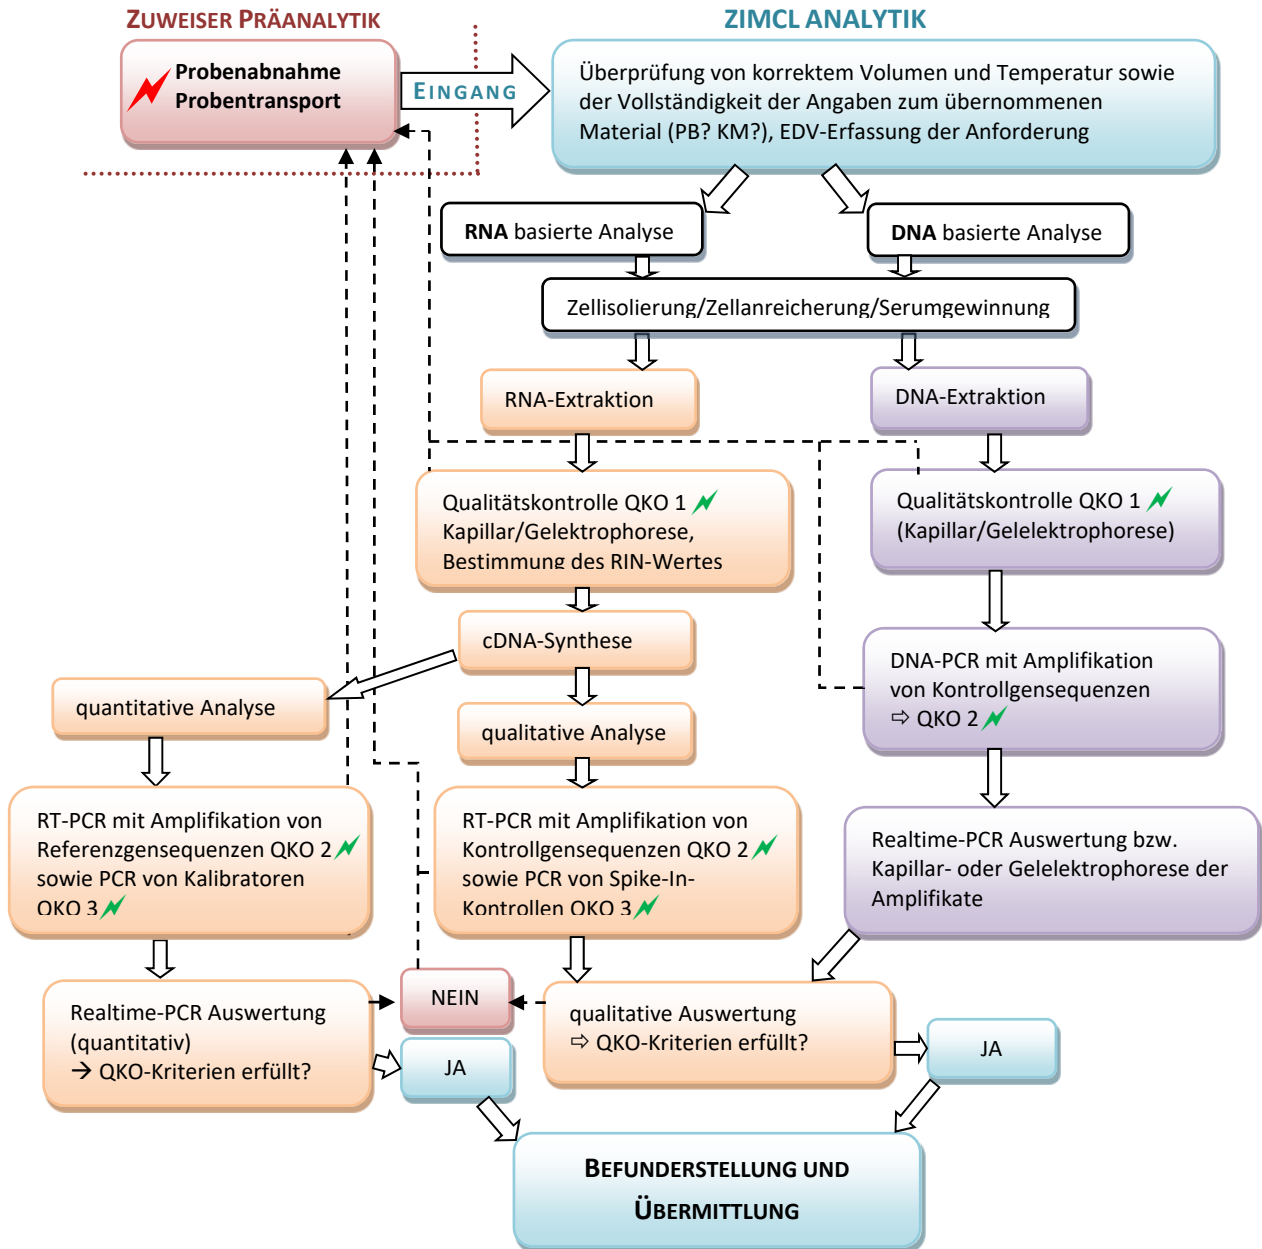 ZUWEISER PRÄANALYTIK
ZIMCL ANALYTIK
Probenabnahme
Probentransport
EINGANG
Überprüfung von korrektem Volumen und Temperatur sowie
der Vollständigkeit der Angaben zum übernommenen
Material (PB? KM?), EDV-Erfassung der Anforderung
RNA basierte Analyse
DNA basierte Analyse
Zellisolierung/Zellanreicherung/Serumgewinnung
RNA-Extraktion
DNA-Extraktion
Qualitätskontrolle QKO 1
Kapillar/Gelektrophorese,
Bestimmung des RIN-Wertes
Qualitätskontrolle QKO 1
(Kapillar/Gelelektrophorese)
cDNA-Synthese
DNA-PCR mit Amplifikation
von Kontrollgensequenzen
⇨ QKO 2
quantitative Analyse
qualitative Analyse
RT-PCR mit Amplifikation von
Referenzgensequenzen QKO 2
sowie PCR von Kalibratoren
QKO 3
RT-PCR mit Amplifikation von
Kontrollgensequenzen QKO 2
sowie PCR von Spike-In-
Kontrollen QKO 3
Realtime-PCR Auswertung bzw.
Kapillar- oder Gelelektrophorese der
Amplifikate
Realtime-PCR Auswertung
(quantitativ)
→ QKO-Kriterien erfüllt?
NEIN
JA
qualitative Auswertung
⇨ QKO-Kriterien erfüllt?
JA
BEFUNDERSTELLUNG UND
ÜBERMITTLUNG